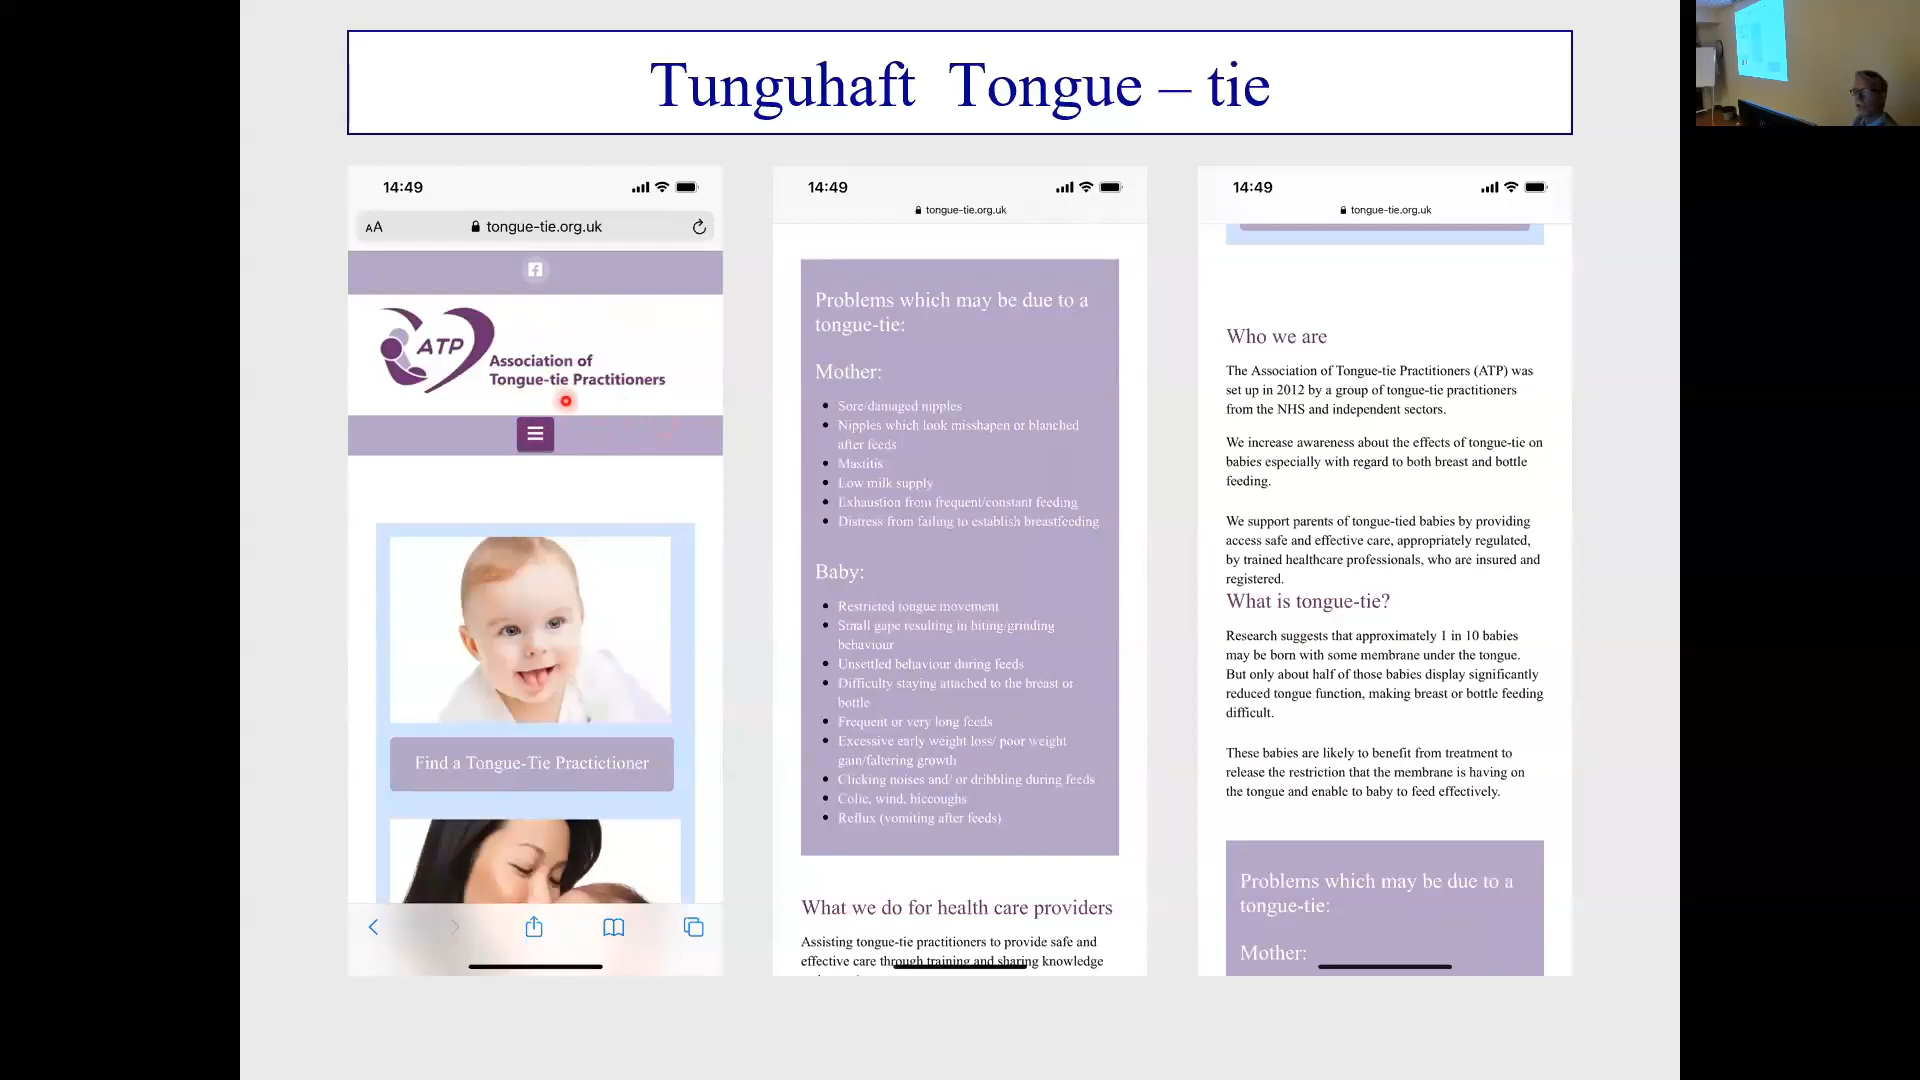 Tunguhaft Tongue – tie
14:49
AA tongue-tie.org.uk
ATP
Association of
Tongue-tie Practitioners
Find a Tongue-Tie Practictioner
14:49
tongue-tie.org.uk
Problems which may be due to a
tongue-tie:
Mother:
Sore/damaged nipples
Nipples which look misshapen or blanched
after feeds
Mastitis
Low milk supply
Exhaustion from frequent/constant feeding
Distress from failing to establish breastfeeding
Baby:
Restricted tongue movement
Small gape resulting in biting/grinding
behaviour
Unsettled behaviour during feeds
Difficulty staying attached to the breast or
bottle
Frequent or very long feeds
Excessive early weight loss/ poor weight
gain/faltering growth
Clicking noises and/ or dribbling during feeds
Colic, wind, hiccoughs
Reflux (vomiting after feeds)
What we do for health care providers
Assisting tongue-tie practitioners to provide safe and
effective care through training and sharing knowledge
14:49
tongue-tie.org.uk
Who we are
The Association of Tongue-tie Practitioners (ATP) was
set up in 2012 by a group of tongue-tie practitioners
from the NHS and independent sectors.
We increase awareness about the effects of tongue-tie on
babies especially with regard to both breast and bottle
feeding.
We support parents of tongue-tied babies by providing
access safe and effective care, appropriately regulated,
by trained healthcare professionals, who are insured and
registered.
What is tongue-tie?
Research suggests that approximately 1 in 10 babies
may be born with some membrane under the tongue.
But only about half of those babies display significantly
reduced tongue function, making breast or bottle feeding
difficult.
These babies are likely to benefit from treatment to
release the restriction that the membrane is having on
the tongue and enable to baby to feed effectively.
Problems which may be due to a
tongue-tie:
Mother: